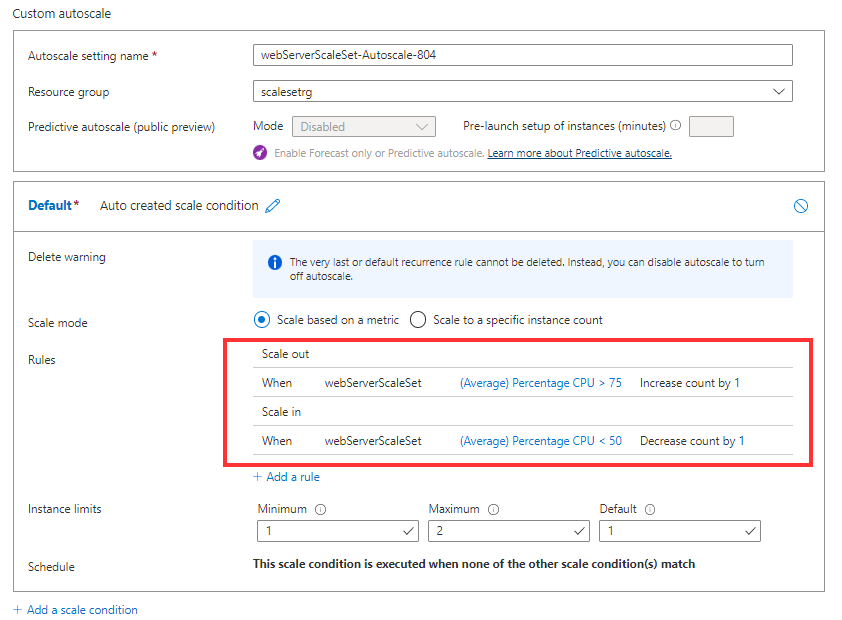 Custom autoscale
Autoscale setting name *
webServerScaleSet-Autoscale-804
Resource group
scalesetrg
Predictive autoscale (public preview)
Mode
Disabled
Pre-launch setup of instances (minutes)
Enable Forecast only or Predictive autoscale. Learn more about Predictive autoscale.
Default*
Auto created scale condition
Delete warning
The very last or default recurrence rule cannot be deleted. Instead, you can disable autoscale to turn
off autoscale.
Scale mode
Scale based on a metric
Scale to a specific instance count
Rules
Scale out
When webServerScaleSet (Average) Percentage CPU > 75 Increase count by 1
Scale in
When webServerScaleSet (Average) Percentage CPU < 50 Decrease count by 1
+ Add a rule
Instance limits
Minimum
Maximum
Default
1
2
1
Schedule
This scale condition is executed when none of the other scale condition(s) match
+ Add a scale condition